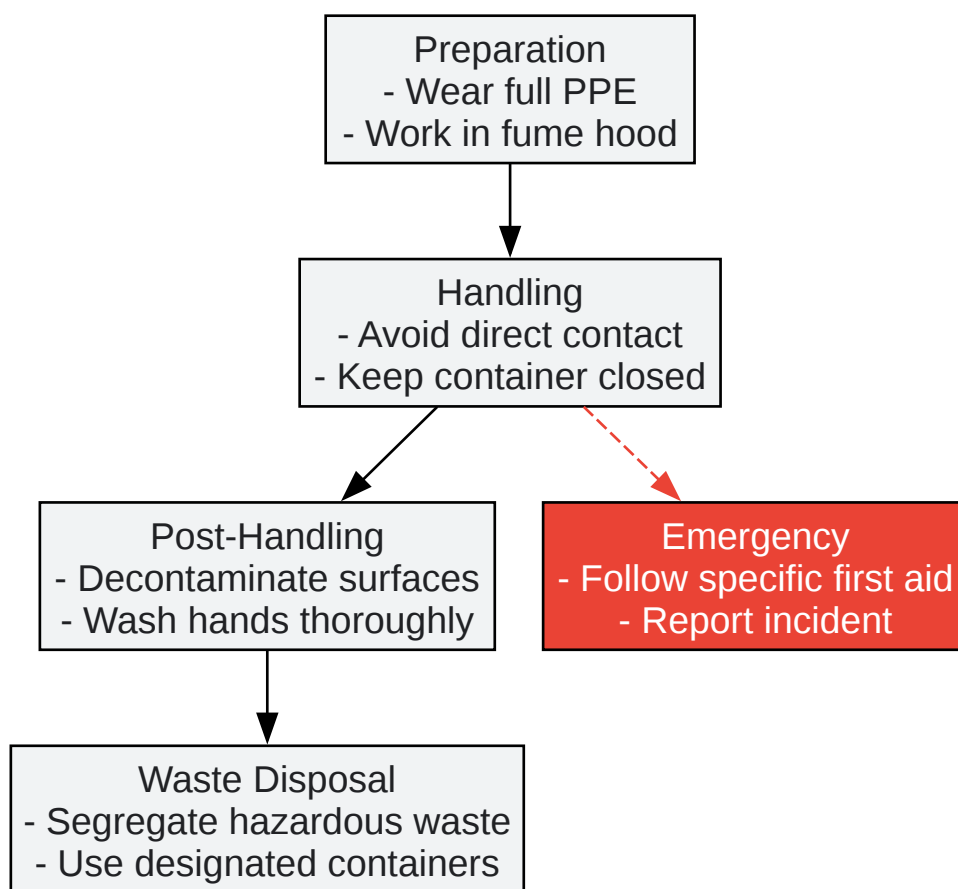 Preparation
- Wear full PPE
- Work in fume hood
Handling
- Avoid direct contact
- Keep container closed
Post-Handling
- Decontaminate surfaces
- Wash hands thoroughly
Emergency
- Follow specific first aid
- Report incident
Waste Disposal
- Segregate hazardous waste
- Use designated containers